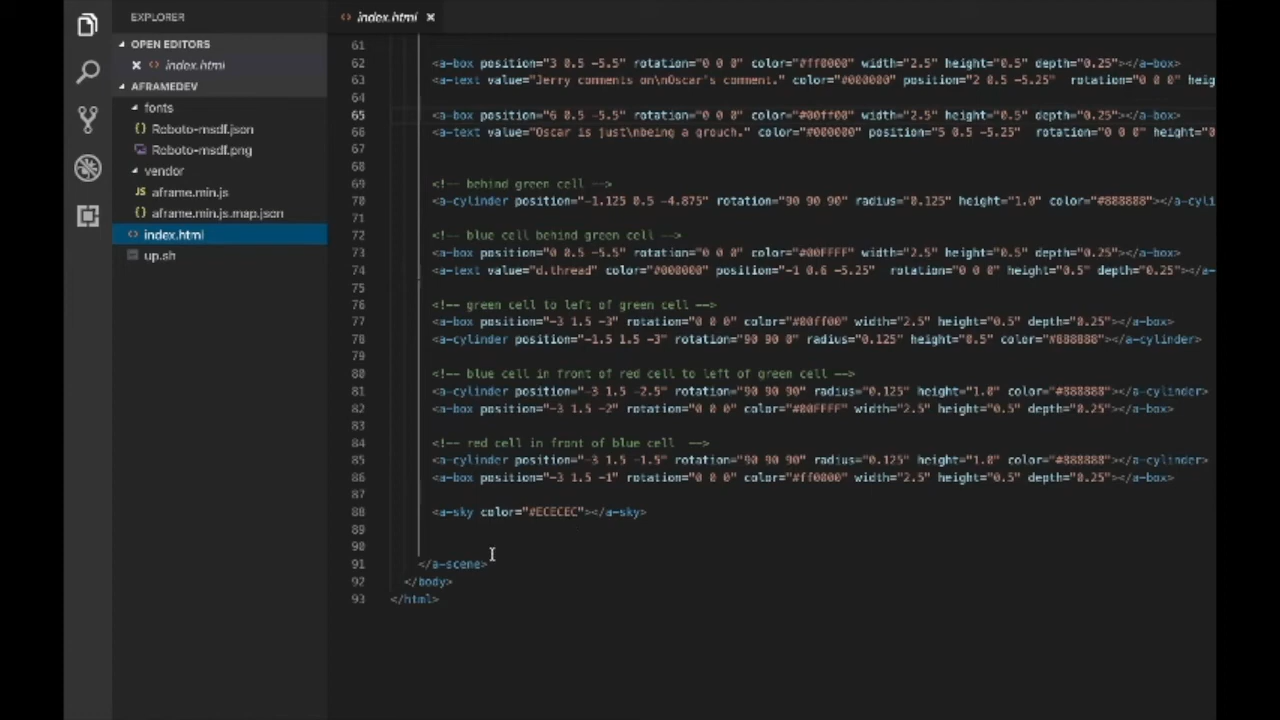 EXPLORER
OPEN EDITORS
index.html
AFRAMEDEV
fonts
Roboto-msdf.json
Roboto-msdf.png
vendor
JS aframe.min.js
aframe.min.js.map.json
index.html
up.sh
index.html
61
62 <a-box position="3 0.5 -5.5" rotation="0 0 0" color="#ff0000" width="2.5" height="0.5" depth="0.25"></a-box>
63 <a-text value="Jerry comments on\nOscar's comment." color="#000000" position="2 0.5 -5.25" rotation="0 0 0" heig
64
65 <a-box position="6 0.5 -5.5" rotation="0 0 0" color="#00ff00" width="2.5" height="0.5" depth="0.25"></a-box>
66 <a-text value="Oscar is just\nbeing a grouch." color="#000000" position="5 0.5 -5.25" rotation="0 0 0" height="0
67
68
69 <!-- behind green cell -->
70 <a-cylinder position="-1.125 0.5 -4.875" rotation="90 90 90" radius="0.125" height="1.0" color="#888888"></a-cyli
71
72 <!-- blue cell behind green cell -->
73 <a-box position="0 0.5 -5.5" rotation="0 0 0" color="#00FFFF" width="2.5" height="0.5" depth="0.25"></a-box>
74 <a-text value="d.thread" color="#000000" position="-1 0.6 -5.25" rotation="0 0 0" height="0.5" depth="0.25"></a-
75
76 <!-- green cell to left of green cell -->
77 <a-box position="-3 1.5 -3" rotation="0 0 0" color="#00ff00" width="2.5" height="0.5" depth="0.25"></a-box>
78 <a-cylinder position="-1.5 1.5 -3" rotation="90 90 0" radius="0.125" height="0.5" color="#888888"></a-cylinder>
79
80 <!-- blue cell in front of red cell to left of green cell -->
81 <a-cylinder position="-3 1.5 -2.5" rotation="90 90 90" radius="0.125" height="1.0" color="#888888"></a-cylinder>
82 <a-box position="-3 1.5 -2" rotation="0 0 0" color="#00FFFF" width="2.5" height="0.5" depth="0.25"></a-box>
83
84 <!-- red cell in front of blue cell -->
85 <a-cylinder position="-3 1.5 -1.5" rotation="90 90 90" radius="0.125" height="1.0" color="#888888"></a-cylinder>
86 <a-box position="-3 1.5 -1" rotation="0 0 0" color="#ff0000" width="2.5" height="0.5" depth="0.25"></a-box>
87
88 <a-sky color="#ECECEC"></a-sky>
89
90
91 </a-scene>
92 </body>
93 </html>